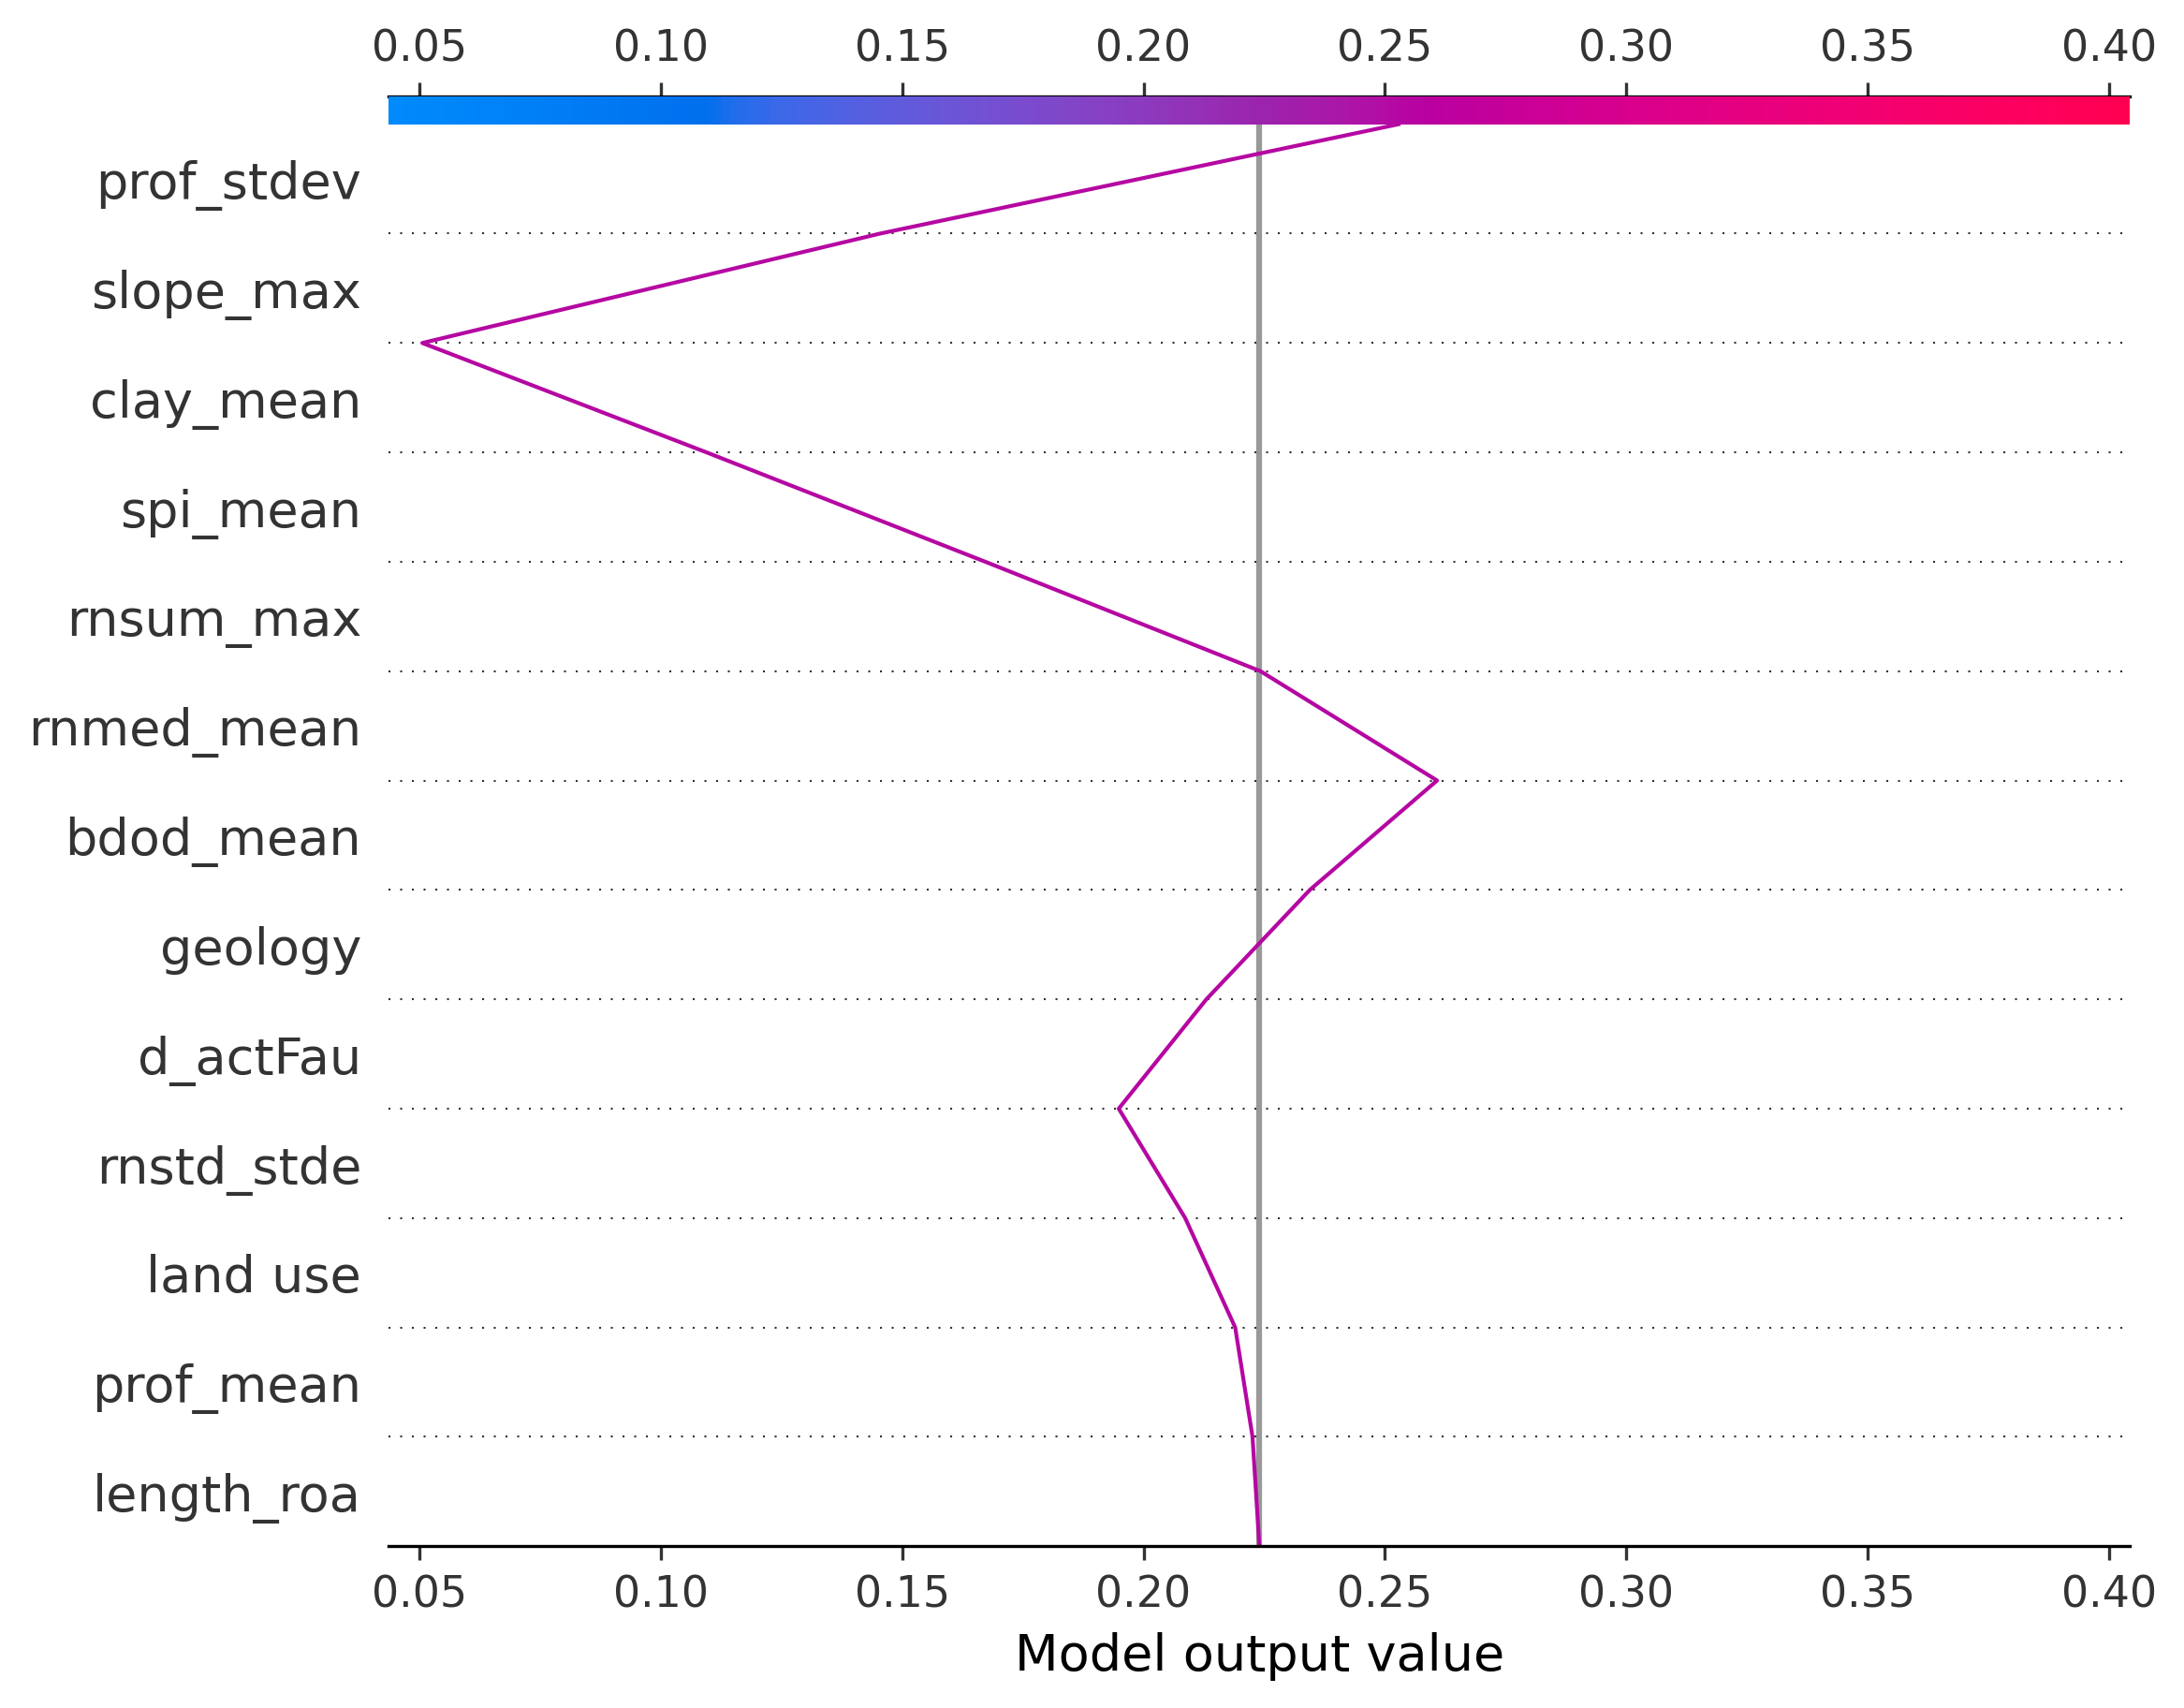 0.05 0.10 0.15 0.20 0.25 0.30 0.35 0.40
prof_stdev
slope_max
clay_mean
spi_mean
rnsum_max
rnmed_mean
bdod_mean
geology
d_actFau
rnstd_stde
land use
prof_mean
length_roa
0.05 0.10 0.15 0.20 0.25 0.30 0.35 0.40
Model output value